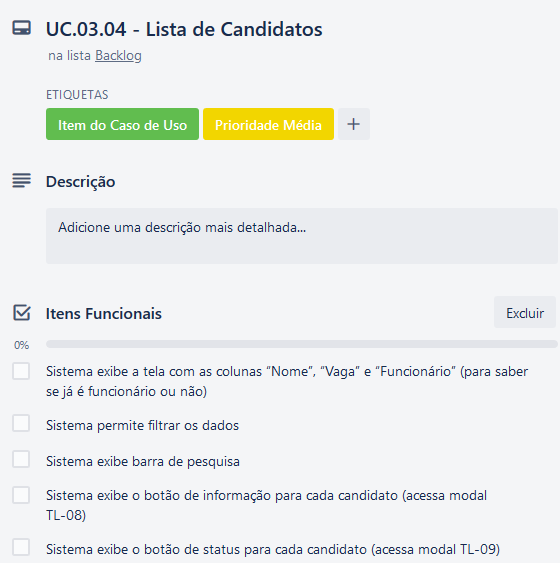 UC.03.04 - Lista de Candidatos
na lista Backlog
ETIQUETAS
Item do Caso de Uso Prioridade Média +
Descrição
Adicione uma descrição mais detalhada...
Itens Funcionais Excluir
0%
Sistema exibe a tela com as colunas “Nome”, “Vaga” e “Funcionário” (para saber
se já é funcionário ou não)
Sistema permite filtrar os dados
Sistema exibe barra de pesquisa
Sistema exibe o botão de informação para cada candidato (acessa modal
TL-08)
Sistema exibe o botão de status para cada candidato (acessa modal TL-09)